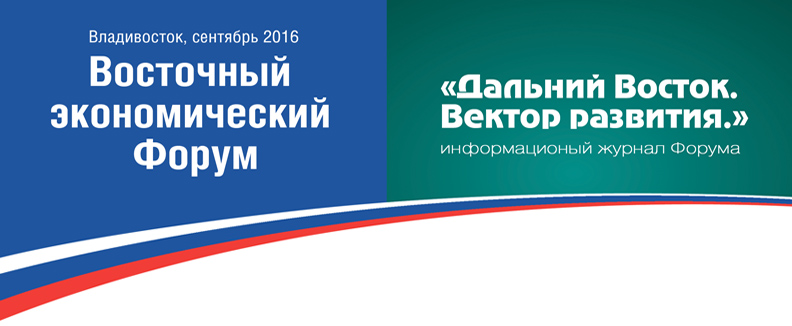 Владивосток, сентябрь 2016
Восточный
экономический
Форум
«Дальний Восток.
Вектор развития.»
информационый журнал Форума